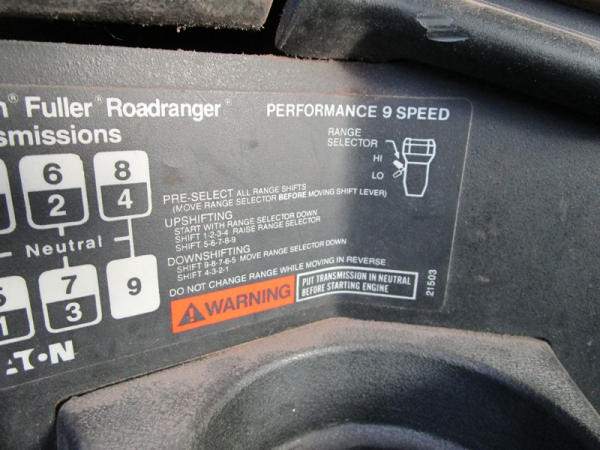 Fuller® Roadranger®
PERFORMANCE 9 SPEED
RANGE
SELECTOR
HI
LO
6 8
2 4
PRE-SELECT ALL RANGE SHIFTS
(MOVE RANGE SELECTOR BEFORE MOVING SHIFT LEVER)
UPSHIFTING
START WITH RANGE SELECTOR DOWN
SHIFT 1-2-3-4 RAISE RANGE SELECTOR
SHIFT 5-6-7-8-9
Neutral
DOWNSHIFTING
SHIFT 9-8-7-6-5 MOVE RANGE SELECTOR DOWN
SHIFT 4-3-2-1
DO NOT CHANGE RANGE WHILE MOVING IN REVERSE
5 7 9
1 3
WARNING
PUT TRANSMISSION IN NEUTRAL
BEFORE STARTING ENGINE
21503